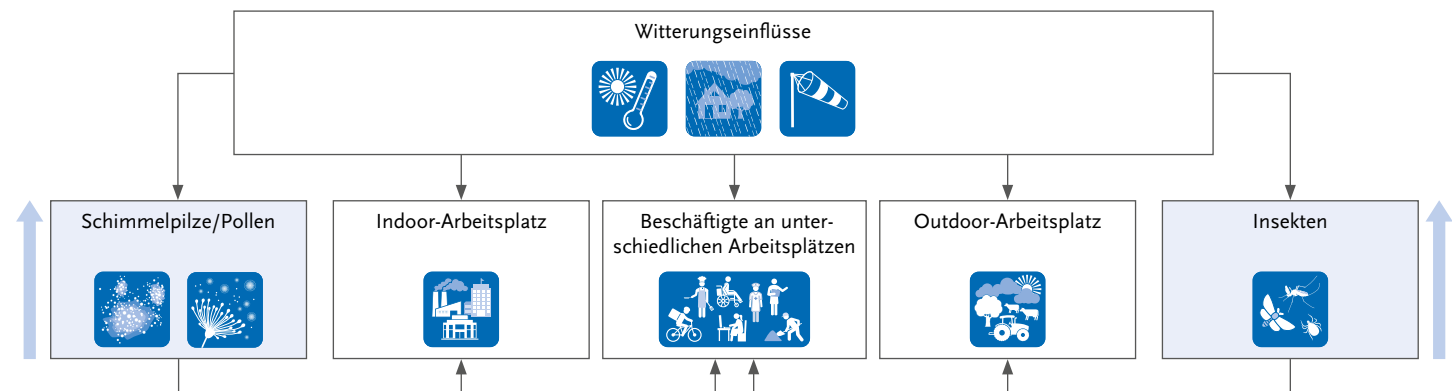 Witterungseinflüsse
Schimmelpilze/Pollen
Indoor-Arbeitsplatz
Beschäftigte an unter-
schiedlichen Arbeitsplätzen
Outdoor-Arbeitsplatz
Insekten